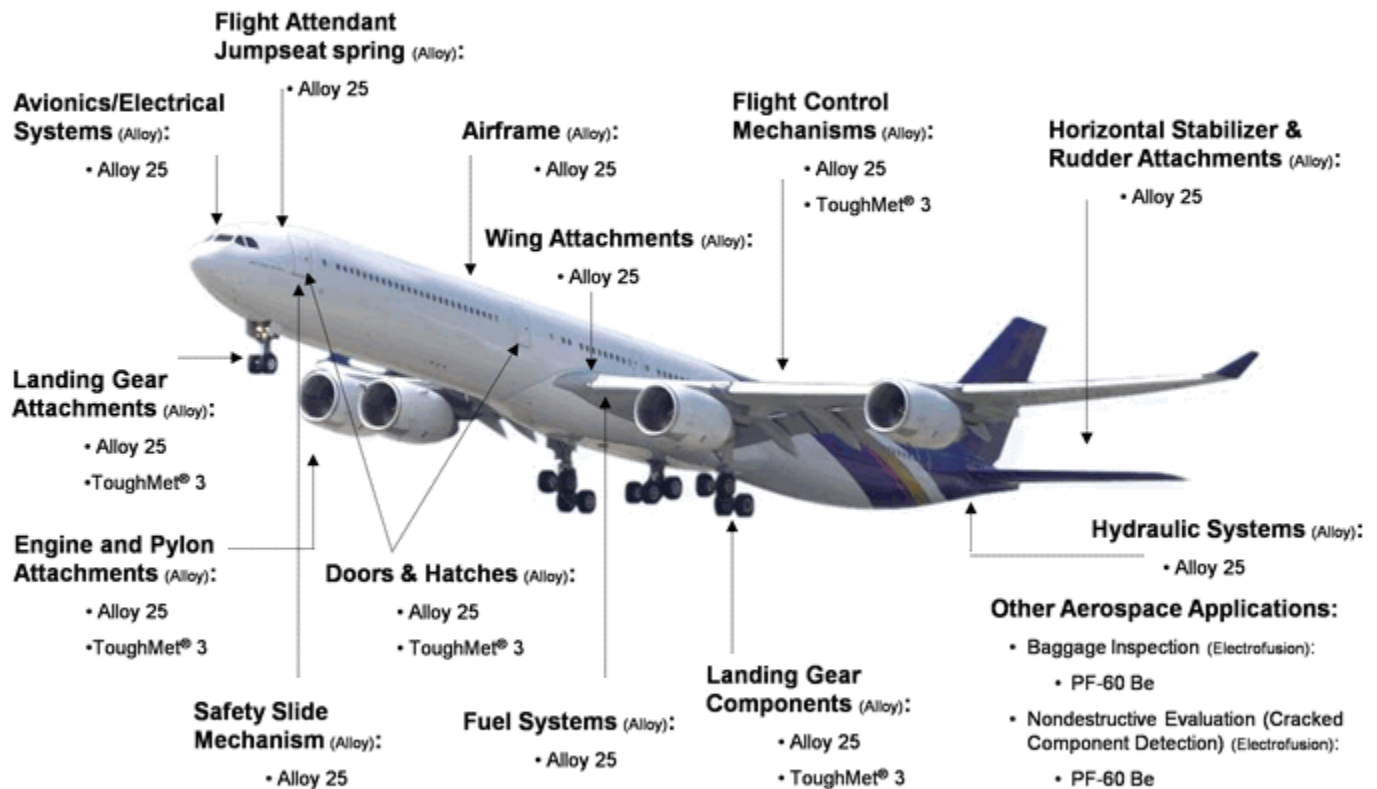 Flight Attendant
Jumpseat spring (Alloy):
• Alloy 25
Avionics/Electrical
Systems (Alloy):
• Alloy 25
Airframe (Alloy):
• Alloy 25
Flight Control
Mechanisms (Alloy):
• Alloy 25
• ToughMet® 3
Horizontal Stabilizer &
Rudder Attachments (Alloy):
• Alloy 25
Wing Attachments (Alloy):
• Alloy 25
Landing Gear
Attachments (Alloy):
• Alloy 25
•ToughMet® 3
Engine and Pylon
Attachments (Alloy):
• Alloy 25
•ToughMet® 3
Doors & Hatches (Alloy):
• Alloy 25
• ToughMet® 3
Hydraulic Systems (Alloy):
• Alloy 25
Safety Slide
Mechanism (Alloy):
• Alloy 25
Fuel Systems (Alloy):
• Alloy 25
Landing Gear
Components (Alloy):
• Alloy 25
• ToughMet® 3
Other Aerospace Applications:
• Baggage Inspection (Electrofusion):
• PF-60 Be
• Nondestructive Evaluation (Cracked
Component Detection) (Electrofusion):
• PF-60 Be